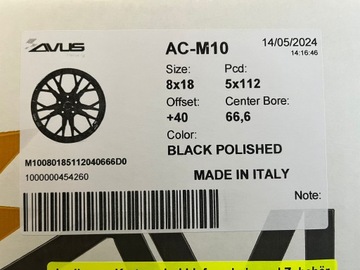 AVUS
AC-M10
14/05/2024
14:16:46
Size:
Pcd:
8x18
5x112
Offset:
Center Bore:
+40
66,6
Color:
BLACK POLISHED
M10080185112040666D0
1000000454260
MADE IN ITALY
Note: